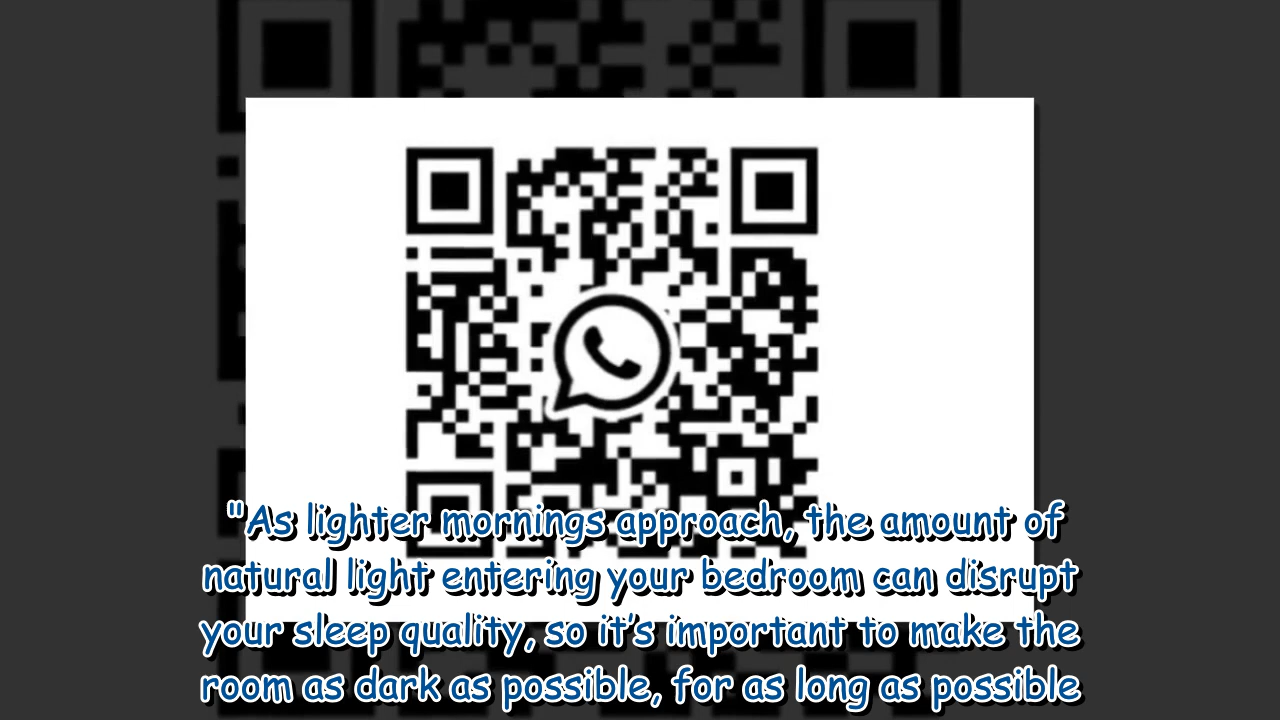 "As lighter mornings approach, the amount of
natural light entering your bedroom can disrupt
your sleep quality, so it’s important to make the
room as dark as possible, for as long as possible